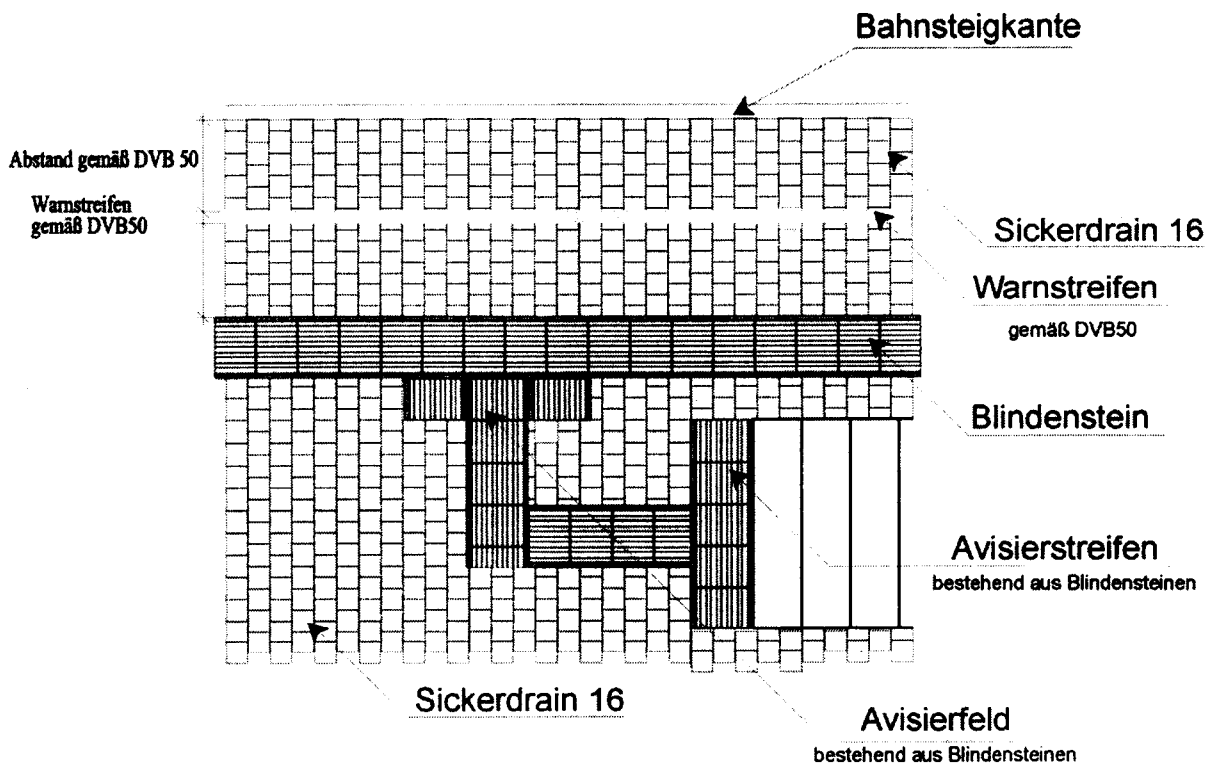 Bahnsteigkante
Abstand gemäß DVB 50
Warnstreifen
gemäß DVB50
Sickerdrain 16
Warnstreifen
gemäß DVB50
Blindenstein
Avisierstreifen
bestehend aus Blindensteinen
Sickerdrain 16
Avisierfeld
bestehend aus Blindensteinen